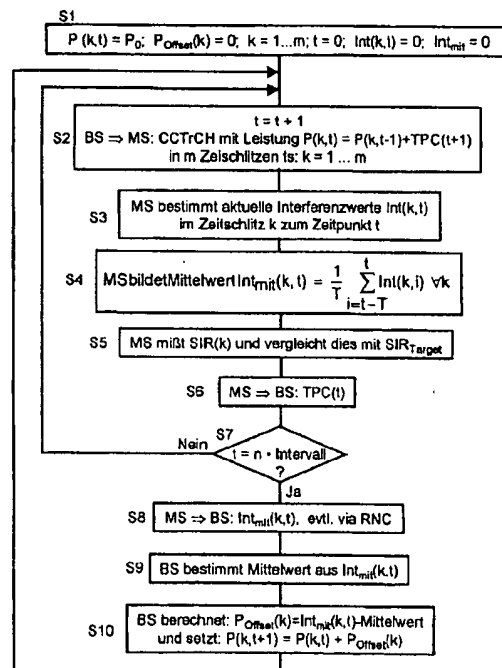 S1
P (k,t) = P₀; P_Offset(k) = 0; k = 1...m; t = 0; Int(k,t) = 0; Int_mit = 0
t = t + 1
S2
BS ⇒ MS: CCTrCH mit Leistung P(k,t) = P(k,t-1)+TPC(t+1)
in m Zeischlitzen ts: k = 1 ... m
S3
MS bestimmt aktuelle Interferenzwerte Int(k,t)
im Zeitschlitz k zum Zeitpunkt t
S4
MSbildetMittelwert Int_mit(k, t) = 1/T ∑_{i=t-T}^{t} Int(k,i) ∀k
S5
MS mißt SIR(k) und vergleicht dies mit SIR_Target
S6
MS ⇒ BS: TPC(t)
S7
Nein
t = n · Intervall
?
Ja
S8
MS ⇒ BS: Int_mit(k,t), evtl. via RNC
S9
BS bestimmt Mittelwert aus Int_mit(k,t)
S10
BS berechnet: P_Offset(k)=Int_mit(k,t)-Mittelwert
und setzt: P(k,t+1) = P(k,t) + P_Offset(k)